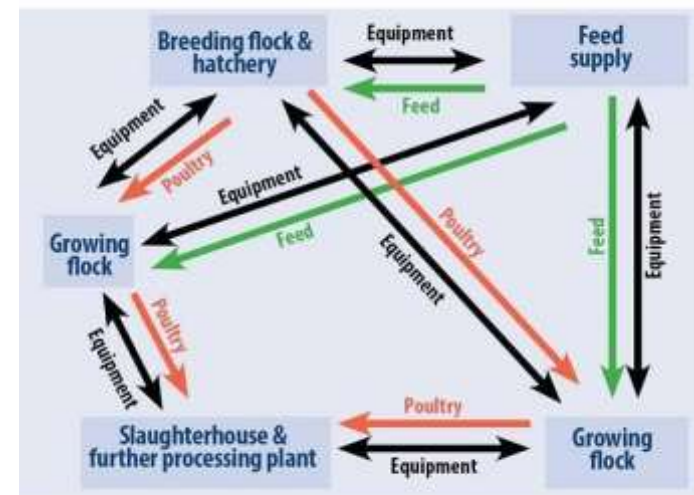 Breeding flock &
hatchery
Equipment
Feed
supply
Feed
Equipment
Poultry
Equipment
Feed
Poultry
Equipment
Feed
Equipment
Growing
flock
Poultry
Equipment
Poultry
Slaughterhouse &
further processing plant
Equipment
Growing
flock